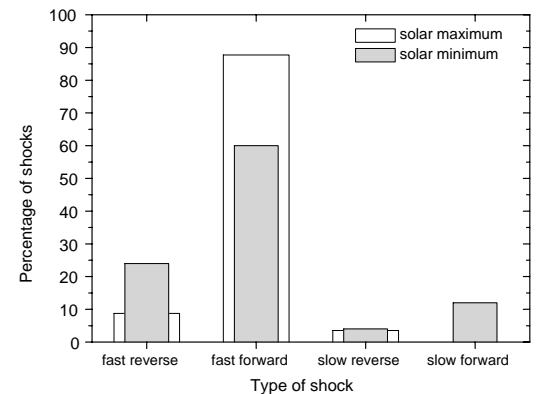 100
90
80
70
60
50
40
30
20
10
0
Percentage of shocks
solar maximum
solar minimum
fast reverse fast forward slow reverse slow forward
Type of shock